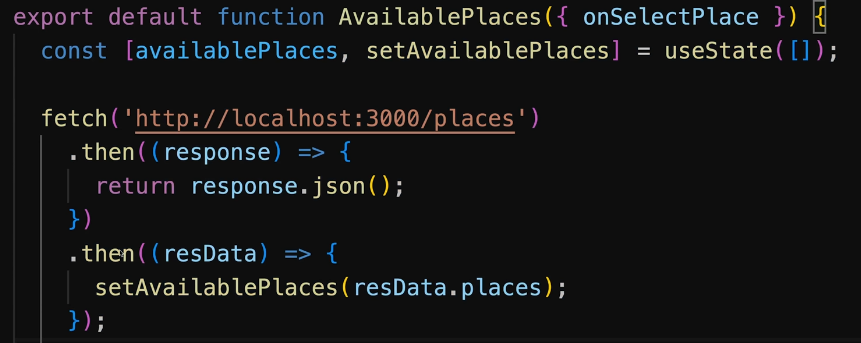 export default function AvailablePlaces({ onSelectPlace }) {
const [availablePlaces, setAvailablePlaces] = useState([]);
fetch('http://localhost:3000/places')
.then((response) => {
return response.json();
})
.then((resData) => {
setAvailablePlaces(resData.places);
});